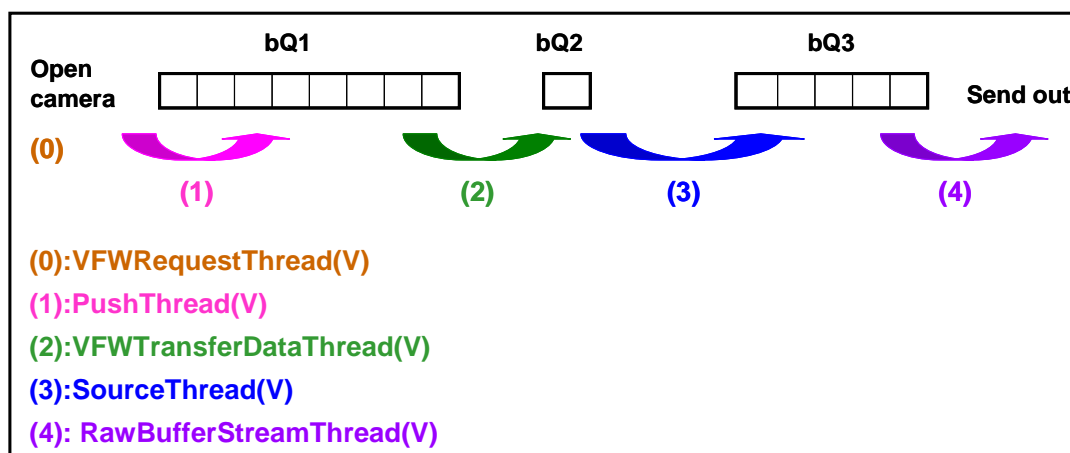 bQ1 bQ2 bQ3
Open
camera
Send out
(0)
(1) (2) (3) (4)
(0):VFWRequestThread(V)
(1):PushThread(V)
(2):VFWTransferDataThread(V)
(3):SourceThread(V)
(4): RawBufferStreamThread(V)